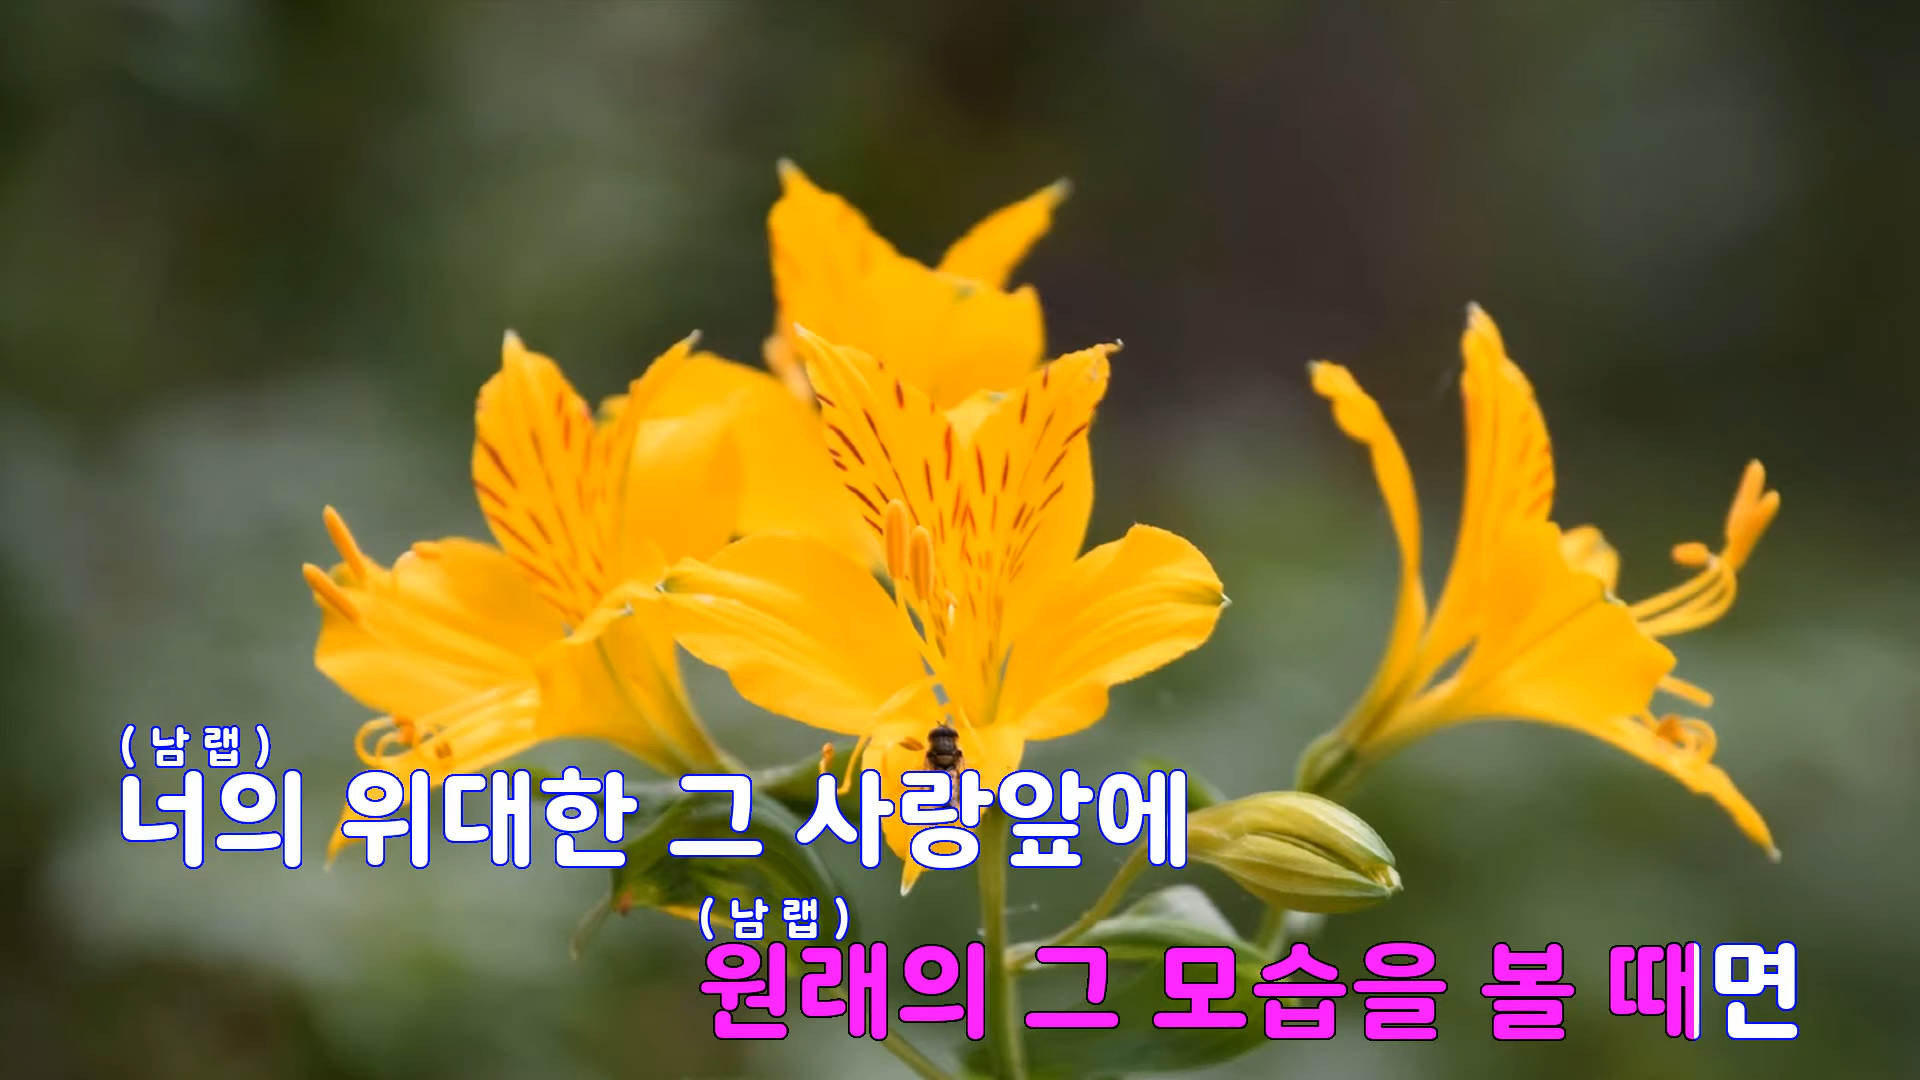 ( 남 랩 )
너의 위대한 그 사랑앞에
( 남 랩 )
원래의 그 모습을 볼 때면